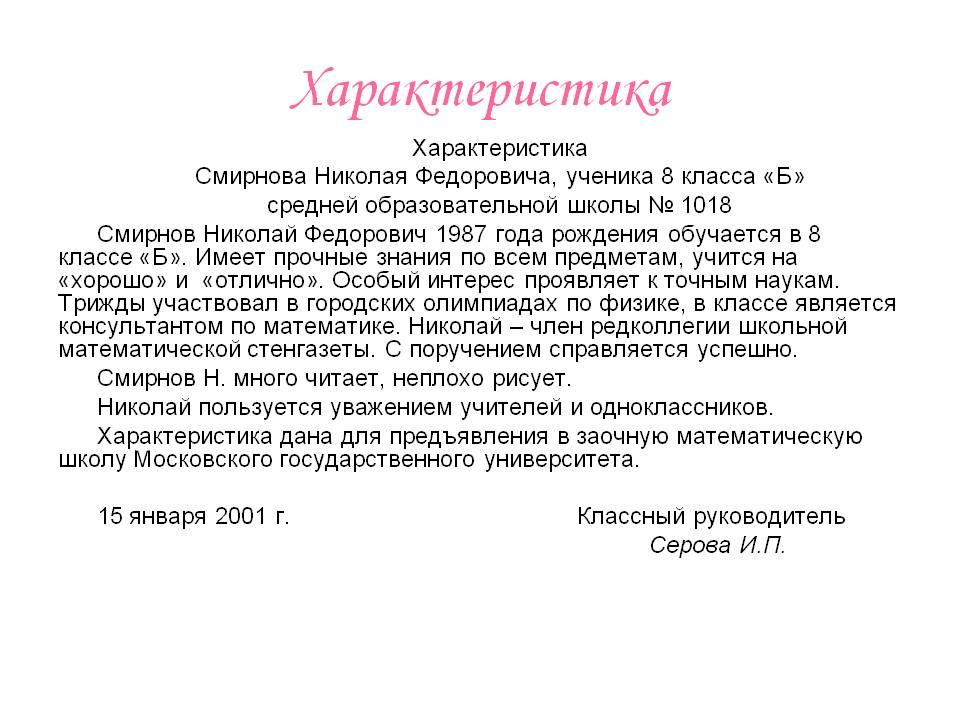 Характеристика
Характеристика
Смирнова Николая Федоровича, ученика 8 класса «Б»
средней образовательной школы № 1018
Смирнов Николай Федорович 1987 года рождения обучается в 8
классе «Б». Имеет прочные знания по всем предметам, учится на
«хорошо» и «отлично». Особый интерес проявляет к точным наукам.
Трижды участвовал в городских олимпиадах по физике, в классе является
консультантом по математике. Николай – член редколлегии школьной
математической стенгазеты. С поручением справляется успешно.
Смирнов Н. много читает, неплохо рисует.
Николай пользуется уважением учителей и одноклассников.
Характеристика дана для предъявления в заочную математическую
школу Московского государственного университета.
15 января 2001 г. Классный руководитель
Серова И.П.